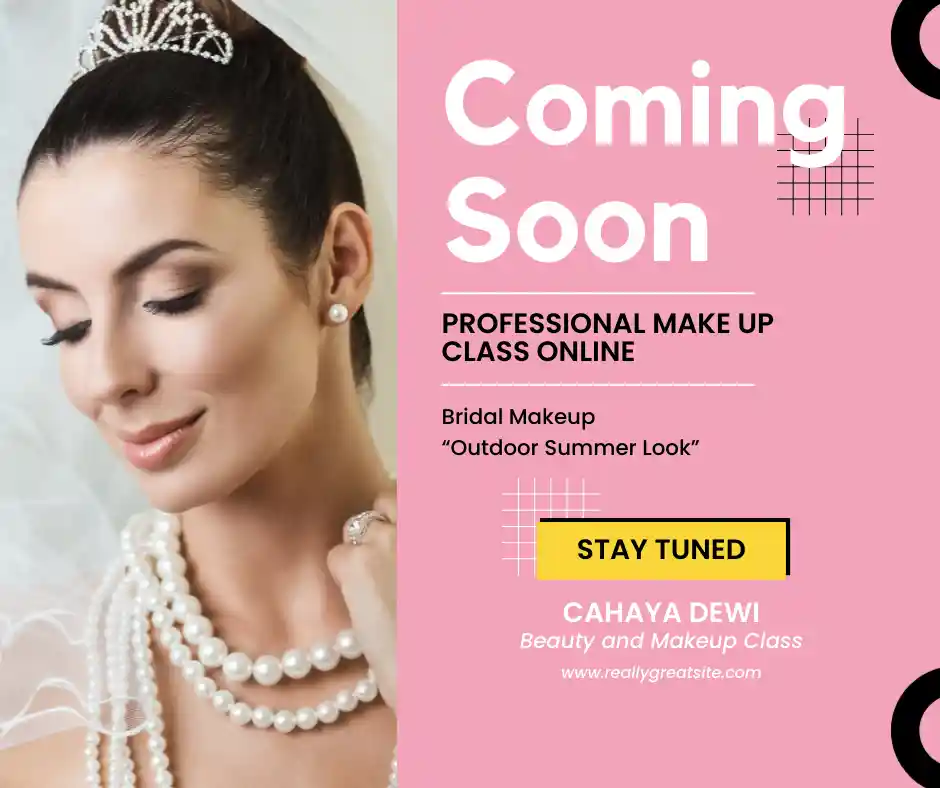 Coming
Soon
PROFESSIONAL MAKE UP
CLASS ONLINE
Bridal Makeup
“Outdoor Summer Look”
STAY TUNED
CAHAYA DEWI
Beauty and Makeup Class
www.reallygreatsite.com